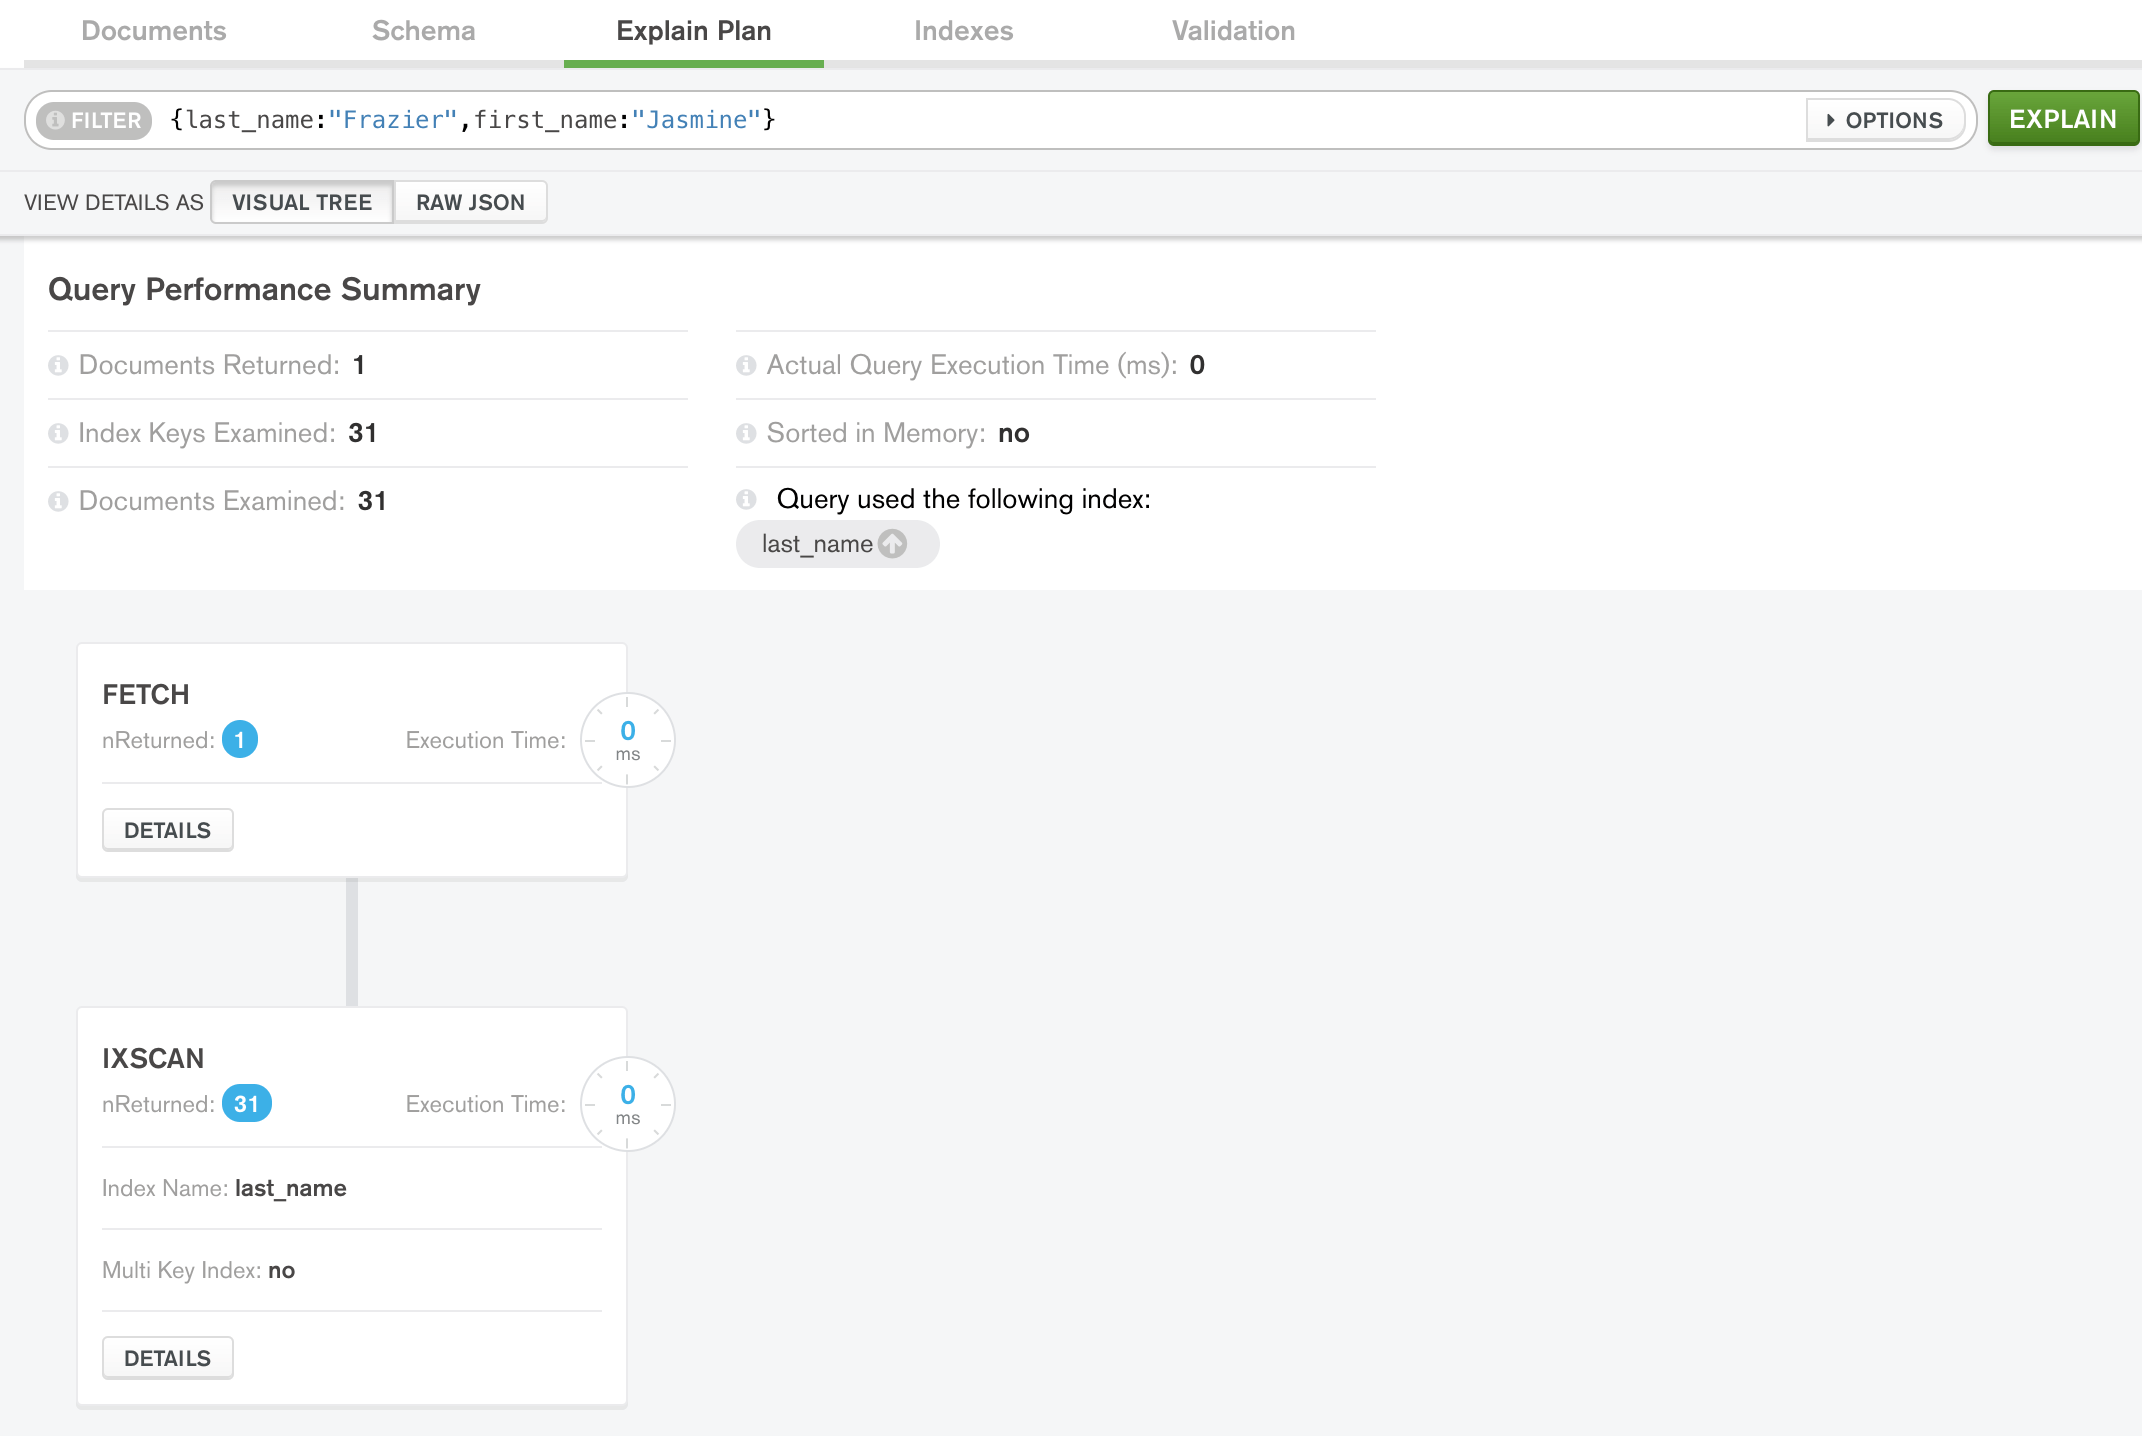 Documents Schema Explain Plan Indexes Validation
FILTER {last_name:"Frazier",first_name:"Jasmine"} OPTIONS EXPLAIN
VIEW DETAILS AS VISUAL TREE RAW JSON
Query Performance Summary
Documents Returned: 1
Index Keys Examined: 31
Documents Examined: 31
Actual Query Execution Time (ms): 0
Sorted in Memory: no
Query used the following index:
last_name
FETCH
nReturned: 1 Execution Time: 0 ms
DETAILS
IXSCAN
nReturned: 31 Execution Time: 0 ms
Index Name: last_name
Multi Key Index: no
DETAILS